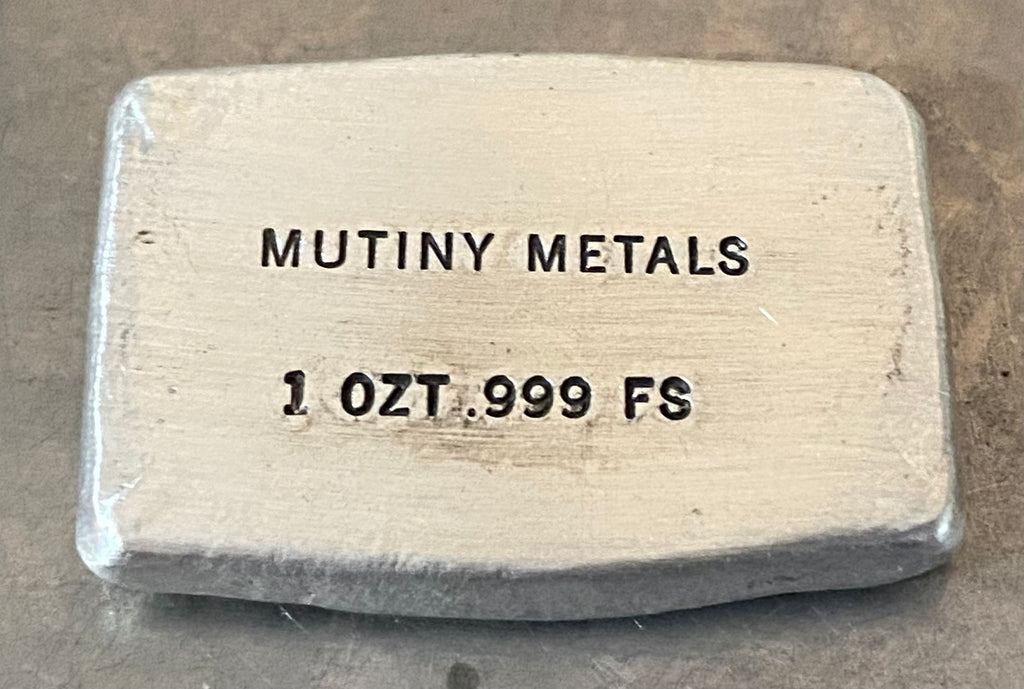 MUTINY METALS
1 OZT .999 FS